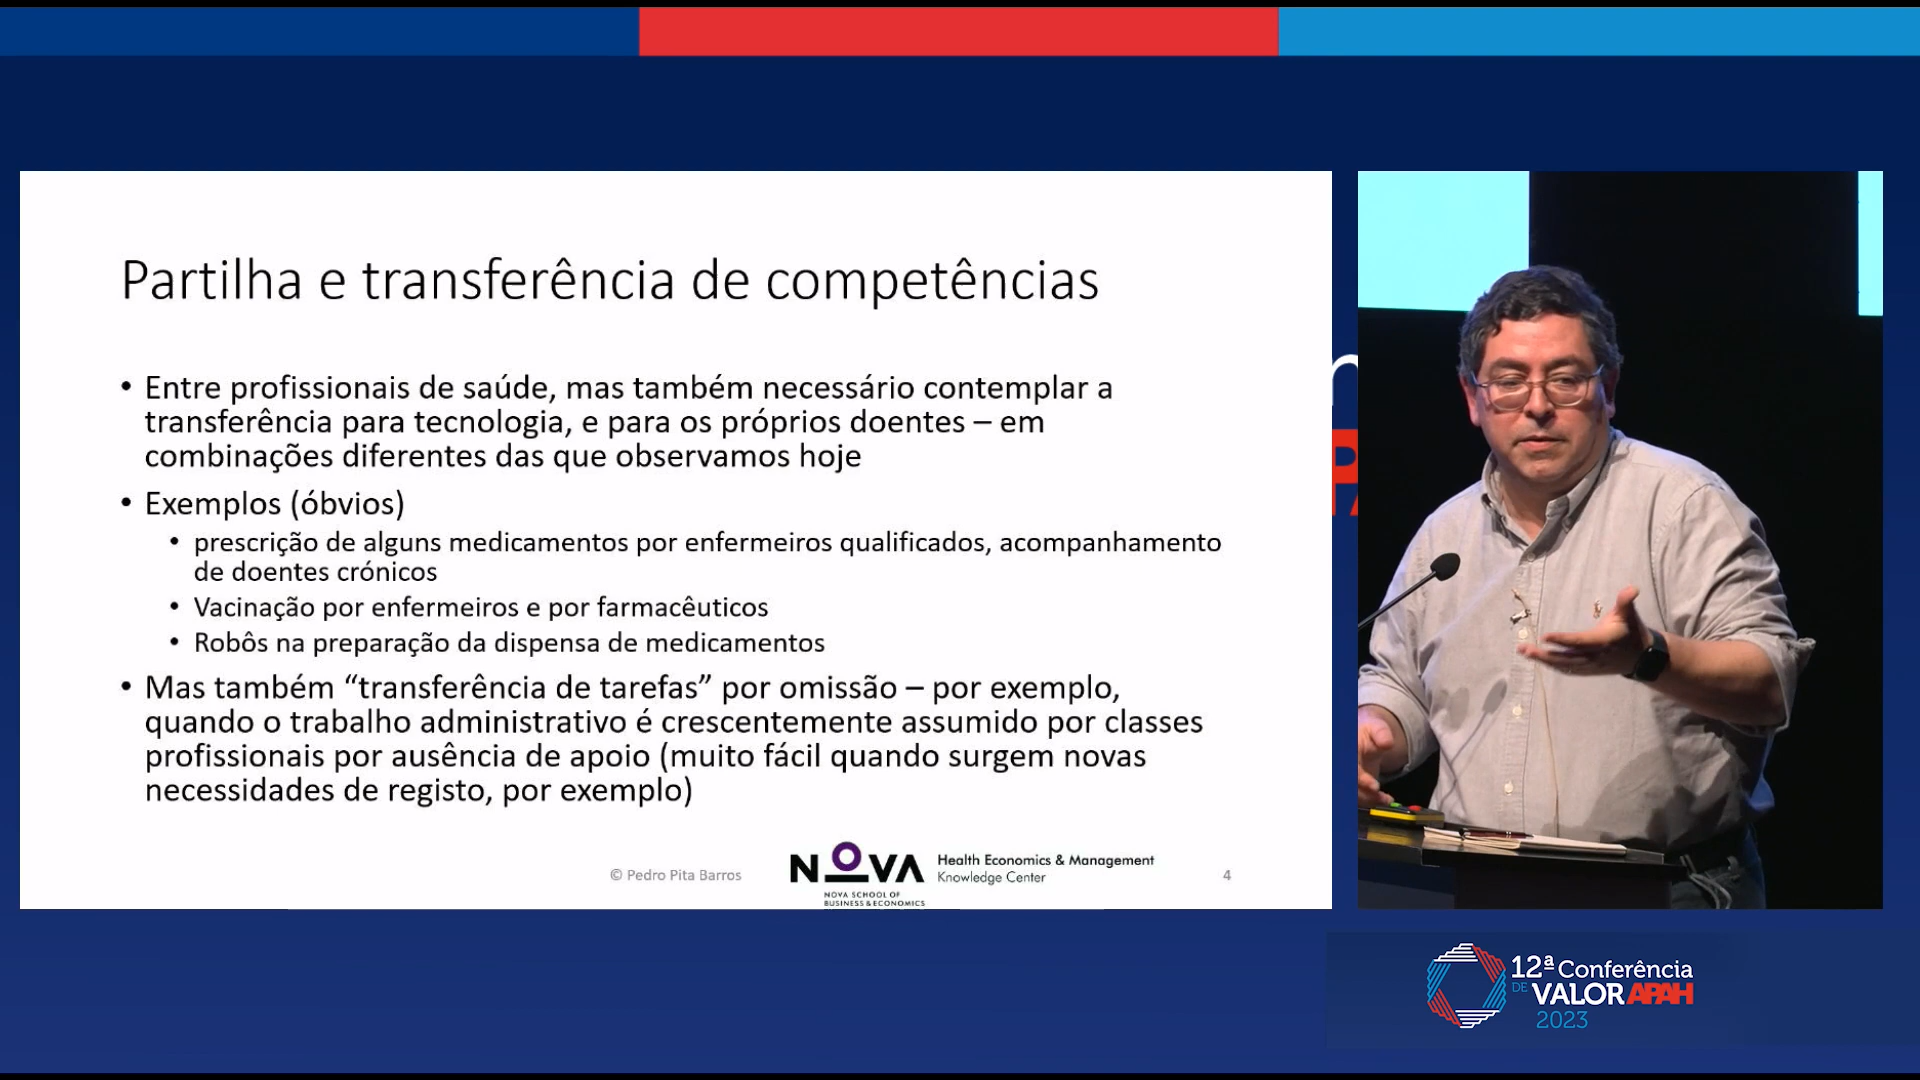 Partilha e transferência de competências
• Entre profissionais de saúde, mas também necessário contemplar a
transferência para tecnologia, e para os próprios doentes – em
combinações diferentes das que observamos hoje
• Exemplos (óbvios)
• prescrição de alguns medicamentos por enfermeiros qualificados, acompanhamento
de doentes crónicos
• Vacinação por enfermeiros e por farmacêuticos
• Robôs na preparação da dispensa de medicamentos
• Mas também “transferência de tarefas” por omissão – por exemplo,
quando o trabalho administrativo é crescentemente assumido por classes
profissionais por ausência de apoio (muito fácil quando surgem novas
necessidades de registo, por exemplo)
© Pedro Pita Barros
NOVA
NOVA SCHOOL OF
BUSINESS & ECONOMICS
Health Economics & Management
Knowledge Center
4
12ª Conferência
DE VALOR APAH
2023